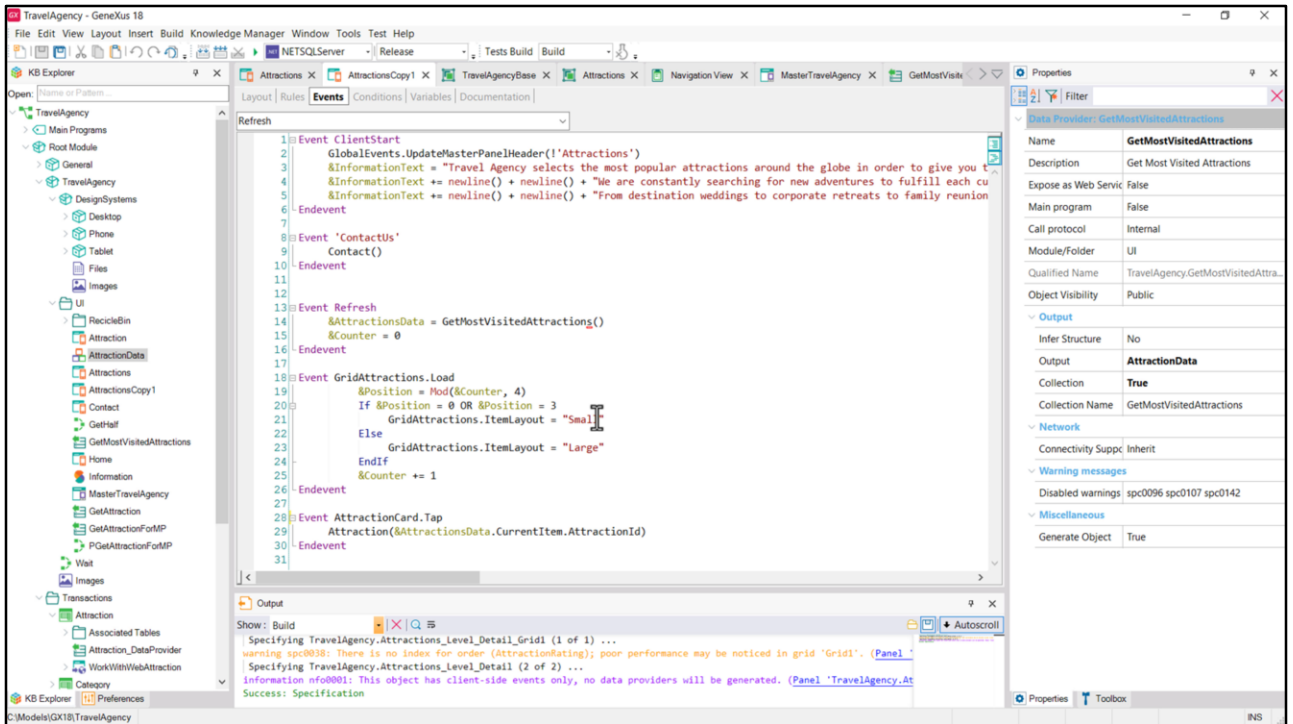 TravelAgency - GeneXus 18
File Edit View Layout Insert Build Knowledge Manager Window Tools Test Help
NETSQLServer Release Tests Build Build
KB Explorer
Open: Name or Pattern ...
TravelAgency
Main Programs
Root Module
General
TravelAgency
DesignSystems
Desktop
Phone
Tablet
Files
Images
UI
RecicleBin
Attraction
AttractionData
Attractions
AttractionsCopy1
Contact
GetHalf
GetMostVisitedAttractions
Home
Information
MasterTravelAgency
GetAttraction
GetAttractionForMP
PGetAttractionForMP
Wait
Images
Transactions
Attraction
Associated Tables
Attraction_DataProvider
WorkWithWebAttraction
Category
KB Explorer Preferences
C:\Models\GX18\TravelAgency
Attractions AttractionsCopy1 TravelAgencyBase Attractions Navigation View MasterTravelAgency GetMostVisite
Layout Rules Events Conditions Variables Documentation
Refresh
1 Event ClientStart
2 GlobalEvents.UpdateMasterPanelHeader(!'Attractions')
3 &InformationText = "Travel Agency selects the most popular attractions around the globe in order to give you t
4 &InformationText += newline() + newline() + "We are constantly searching for new adventures to fulfill each cu
5 &InformationText += newline() + newline() + "From destination weddings to corporate retreats to family reunion
6 Endevent
7
8 Event 'ContactUs'
9 Contact()
10 Endevent
11
12
13 Event Refresh
14 &AttractionsData = GetMostVisitedAttractions()
15 &Counter = 0
16 Endevent
17
18 Event GridAttractions.Load
19 &Position = Mod(&Counter, 4)
20 If &Position = 0 OR &Position = 3
21 GridAttractions.ItemLayout = "Small"
22 Else
23 GridAttractions.ItemLayout = "Large"
24 EndIf
25 &Counter += 1
26 Endevent
27
28 Event AttractionCard.Tap
29 Attraction(&AttractionsData.CurrentItem.AttractionId)
30 Endevent
31
Output
Show: Build Autoscroll
Specifying TravelAgency.Attractions_Level_Detail_Grid1 (1 of 1) ...
warning spc0038: There is no index for order (AttractionRating); poor performance may be noticed in grid 'Grid1'. (Panel '
Specifying TravelAgency.Attractions_Level_Detail (2 of 2) ...
information nfo0001: This object has client-side events only, no data providers will be generated. (Panel 'TravelAgency.At
Success: Specification
Properties
Filter
Data Provider: GetMostVisitedAttractions
Name GetMostVisitedAttractions
Description Get Most Visited Attractions
Expose as Web Servic False
Main program False
Call protocol Internal
Module/Folder UI
Qualified Name TravelAgency.GetMostVisitedAttra...
Object Visibility Public
Output
Infer Structure No
Output AttractionData
Collection True
Collection Name GetMostVisitedAttractions
Network
Connectivity Suppc Inherit
Warning messages
Disabled warnings spc0096 spc0107 spc0142
Miscellaneous
Generate Object True
Properties Toolbox
INS